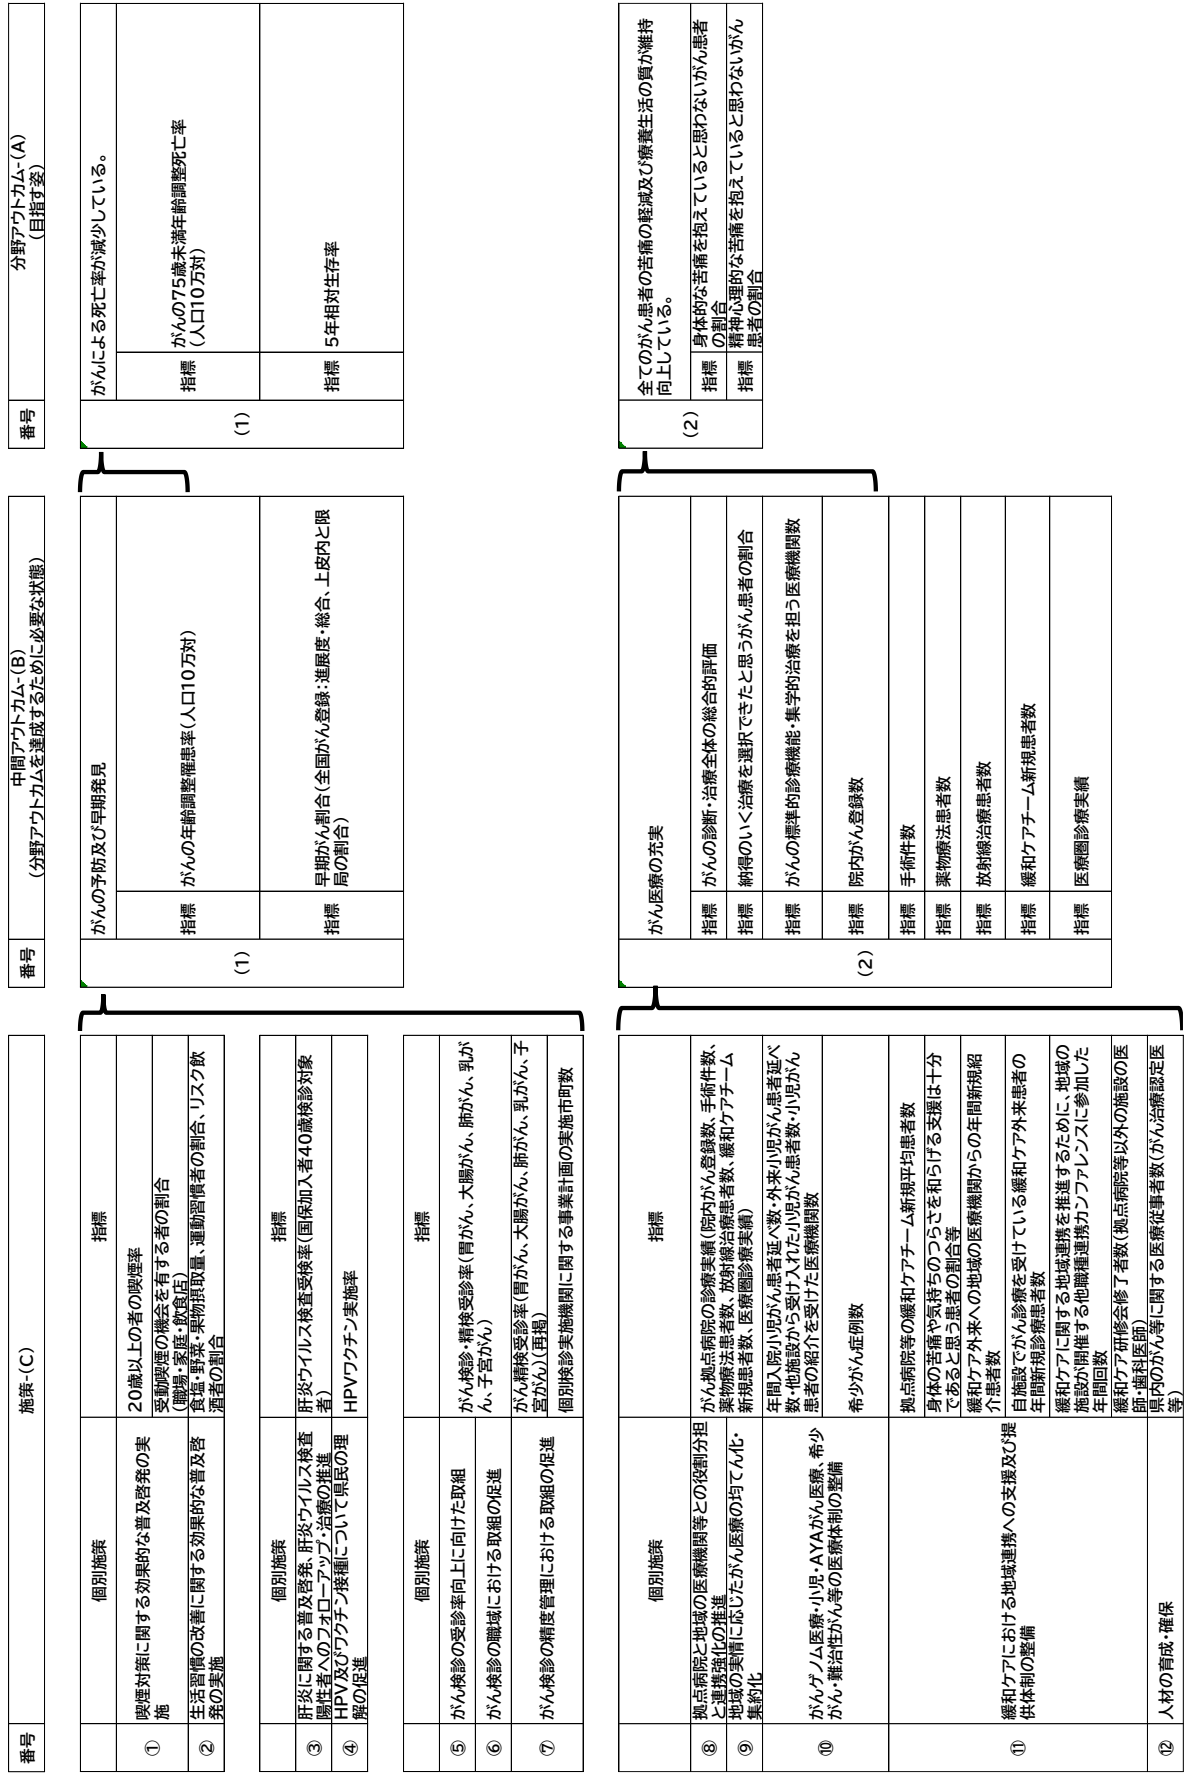 番号
施策-(C)
番号
中間アウトカム-(B)
(分野アウトカムを達成するために必要な状態)
番号
分野アウトカム-(A)
(目指す姿)
個別施策
指標
①
喫煙対策に関する効果的な普及啓発の実
施
20歳以上の者の喫煙率
受動喫煙の機会を有する者の割合
(職場・家庭・飲食店)
②
生活習慣の改善に関する効果的な普及啓
発の実施
食塩・野菜・果物摂取量、運動習慣者の割合、リスク飲
酒者の割合
個別施策
指標
③
肝炎に関する普及啓発、肝炎ウイルス検査
陽性者へのフォローアップ・治療の推進
肝炎ウイルス検査受検率(国保加入者40歳検診対象
者)
④
HPV及びワクチン接種について県民の理
解の促進
HPVワクチン実施率
個別施策
指標
⑤
がん検診の受診率向上に向けた取組
がん検診・精検受診率(胃がん、大腸がん、肺がん、乳が
ん、子宮がん)
⑥
がん検診の職域における取組の促進
⑦
がん検診の精度管理における取組の促進
がん精検受診率(胃がん、大腸がん、肺がん、乳がん、子
宮がん)(再掲)
個別検診実施機関に関する事業計画の実施市町数
(1)
がんの予防及び早期発見
指標
がんの年齢調整罹患率(人口10万対)
指標
早期がん割合(全国がん登録:進展度・総合、上皮内と限
局の割合)
(1)
がんによる死亡率が減少している。
指標
がんの75歳未満年齢調整死亡率
(人口10万対)
指標
5年相対生存率
個別施策
指標
⑧
拠点病院と地域の医療機関等との役割分担
と連携強化の推進
がん拠点病院の診療実績(院内がん登録数、手術件数、
薬物療法患者数、放射線治療患者数、緩和ケアチーム
新規患者数、医療圏診療実績)
⑨
地域の実情に応じたがん医療の均てん化・
集約化
⑩
がんゲノム医療・小児・AYAがん医療、希少
がん・難治性がん等の医療体制の整備
年間入院小児がん患者延べ数・外来小児がん患者延べ
数・他施設から受け入れた小児がん患者数・小児がん
患者の紹介を受けた医療機関数
希少がん症例数
⑪
緩和ケアにおける地域連携への支援及び提
供体制の整備
拠点病院等の緩和ケアチーム新規平均患者数
身体の苦痛や気持ちのつらさを和らげる支援は十分
であると思う患者の割合等
緩和ケア外来への地域の医療機関からの年間新規紹
介患者数
自施設でがん診療を受けている緩和ケア外来患者の
年間新規診療患者数
緩和ケアに関する地域連携を推進するために、地域の
施設が開催する他職種連携カンファレンスに参加した
年間回数
緩和ケア研修会修了者数(拠点病院等以外の施設の医
師・歯科医師)
⑫
人材の育成・確保
県内のがん等に関する医療従事者数(がん治療認定医
等)
(2)
がん医療の充実
指標
がんの診断・治療全体の総合的評価
指標
納得のいく治療を選択できたと思うがん患者の割合
指標
がんの標準的診療機能・集学的治療を担う医療機関数
指標
院内がん登録数
指標
手術件数
指標
薬物療法患者数
指標
放射線治療患者数
指標
緩和ケアチーム新規患者数
指標
医療圏診療実績
(2)
全てのがん患者の苦痛の軽減及び療養生活の質が維持
向上している。
指標
身体的な苦痛を抱えていると思わないがん患者
の割合
指標
精神心理的な苦痛を抱えていると思わないがん
患者の割合